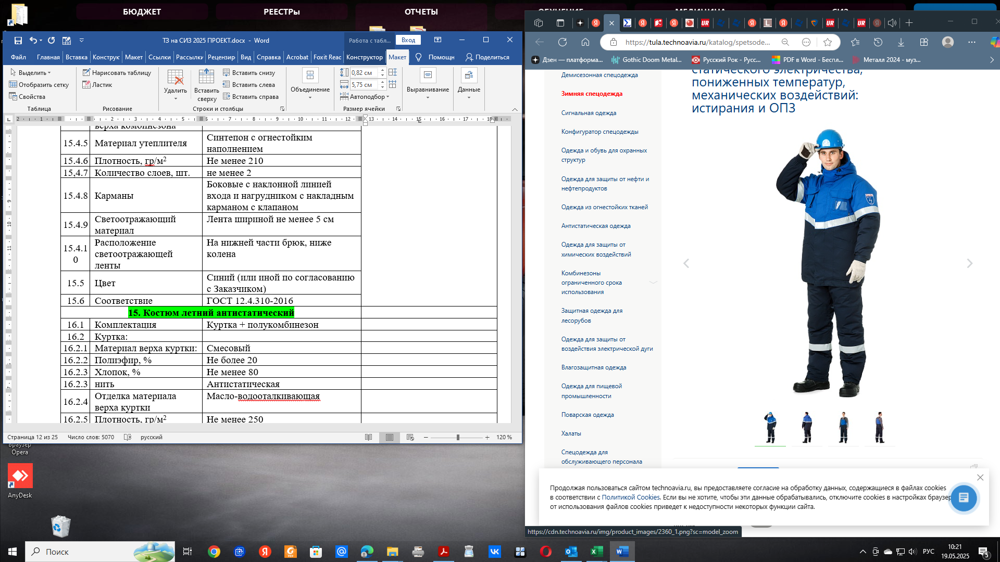 БЮДЖЕТ
РЕЕСТРы
ОТЧЕТЫ
ОБУЧЕНИЕ
МЕДИЦИНА
СИЗ
ТЗ на СИЗ 2025 ПРОЕКТ.docx - Word
Работа с табл...
Вход
Файл
Главная
Вставка
Конструк
Макет
Ссылки
Рассылки
Рецензир
Вид
Справка
Acrobat
Foxit Reac
Конструктор
Макет
Помощн
Поделиться
Выделить
Отобразить сетку
Свойства
Таблица
Нарисовать таблицу
Ластик
Рисование
Удалить
Вставить сверху
Вставить снизу
Вставить слева
Вставить справа
Строки и столбцы
Объединение
0,82 см
5,75 см
Автоподбор
Размер ячейки
Выравнивание
Данные
верха комбинезона
15.4.5 Материал утеплителя Синтепон с огнестойким
наполнением
15.4.6 Плотность, гр/м2 Не менее 210
15,4.7 Количество слоев, шт. не менее 2
15.4.8 Карманы Боковые с наклонной линией
входа и нагрудником с накладным
карманом с клапаном
15.4.9 Светоотражающий
материал Лента шириной не менее 5 см
15.4.1
0 Расположение
светоотражающей
ленты На нижней части брюк, ниже
колена
15.5 Цвет Синий (или иной по согласованию
с Заказчиком)
15.6 Соответствие ГОСТ 12.4.310-2016
15. Костюм летний антистатический
16.1 Комплектация Куртка + полукомбинезон
16.2 Куртка:
16.2.1 Материал верха куртки: Смесовый
16.2.2 Полиэфир, % Не более 20
16.2.3 Хлопок, % Не менее 80
16.2.3 нить Антистатическая
16.2.4 Отделка материала
верха куртки Масло-водооталкивающая
16.2.5 Плотность, гр/м2 Не менее 250
Страница 12 из 25
Число слов: 5070
русский
120 %
Браузер
Opera
AnyDesk
https://tula.technoavia.ru/katalog/spetsode...
Дзен — платформа...
Gothic Doom Metal...
Русский Рок - Русс...
PDF в Word - Беспл...
Металл 2024 - муз...
Демисезонная спецодежда
Зимняя спецодежда
Сигнальная одежда
Конфигуратор спецодежды
Одежда и обувь для охранных
структур
Одежда для защиты от нефти и
нефтепродуктов
Одежда из огнестойких тканей
Антистатическая одежда
Одежда для защиты от
химических воздействий
Комбинезоны
ограниченного срока
использования
Защитная одежда для
лесорубов
Одежда для защиты от
воздействия электрической дуги
Влагозащитная одежда
Одежда для пищевой
промышленности
Поварская одежда
Халаты
Спецодежда для
обслуживающего персонала
статического электричества,
пониженных температур,
механических воздействий:
истирания и ОПЗ
Продолжая пользоваться сайтом technoavia.ru, вы предоставляете согласие на обработку данных, содержащиеся в файлах cookies
в соответствии с Политикой Cookies. Если вы не хотите, чтобы эти данные обрабатывались, отключите cookies в настройках браузер
от использования файлов cookies приведет к недоступности некоторых функции сайта.
https://cdn.technoavia.ru/img/product_images/2360_1.png?sc=model_zoom
Поиск
РУС
10:21
19.05.2025
5